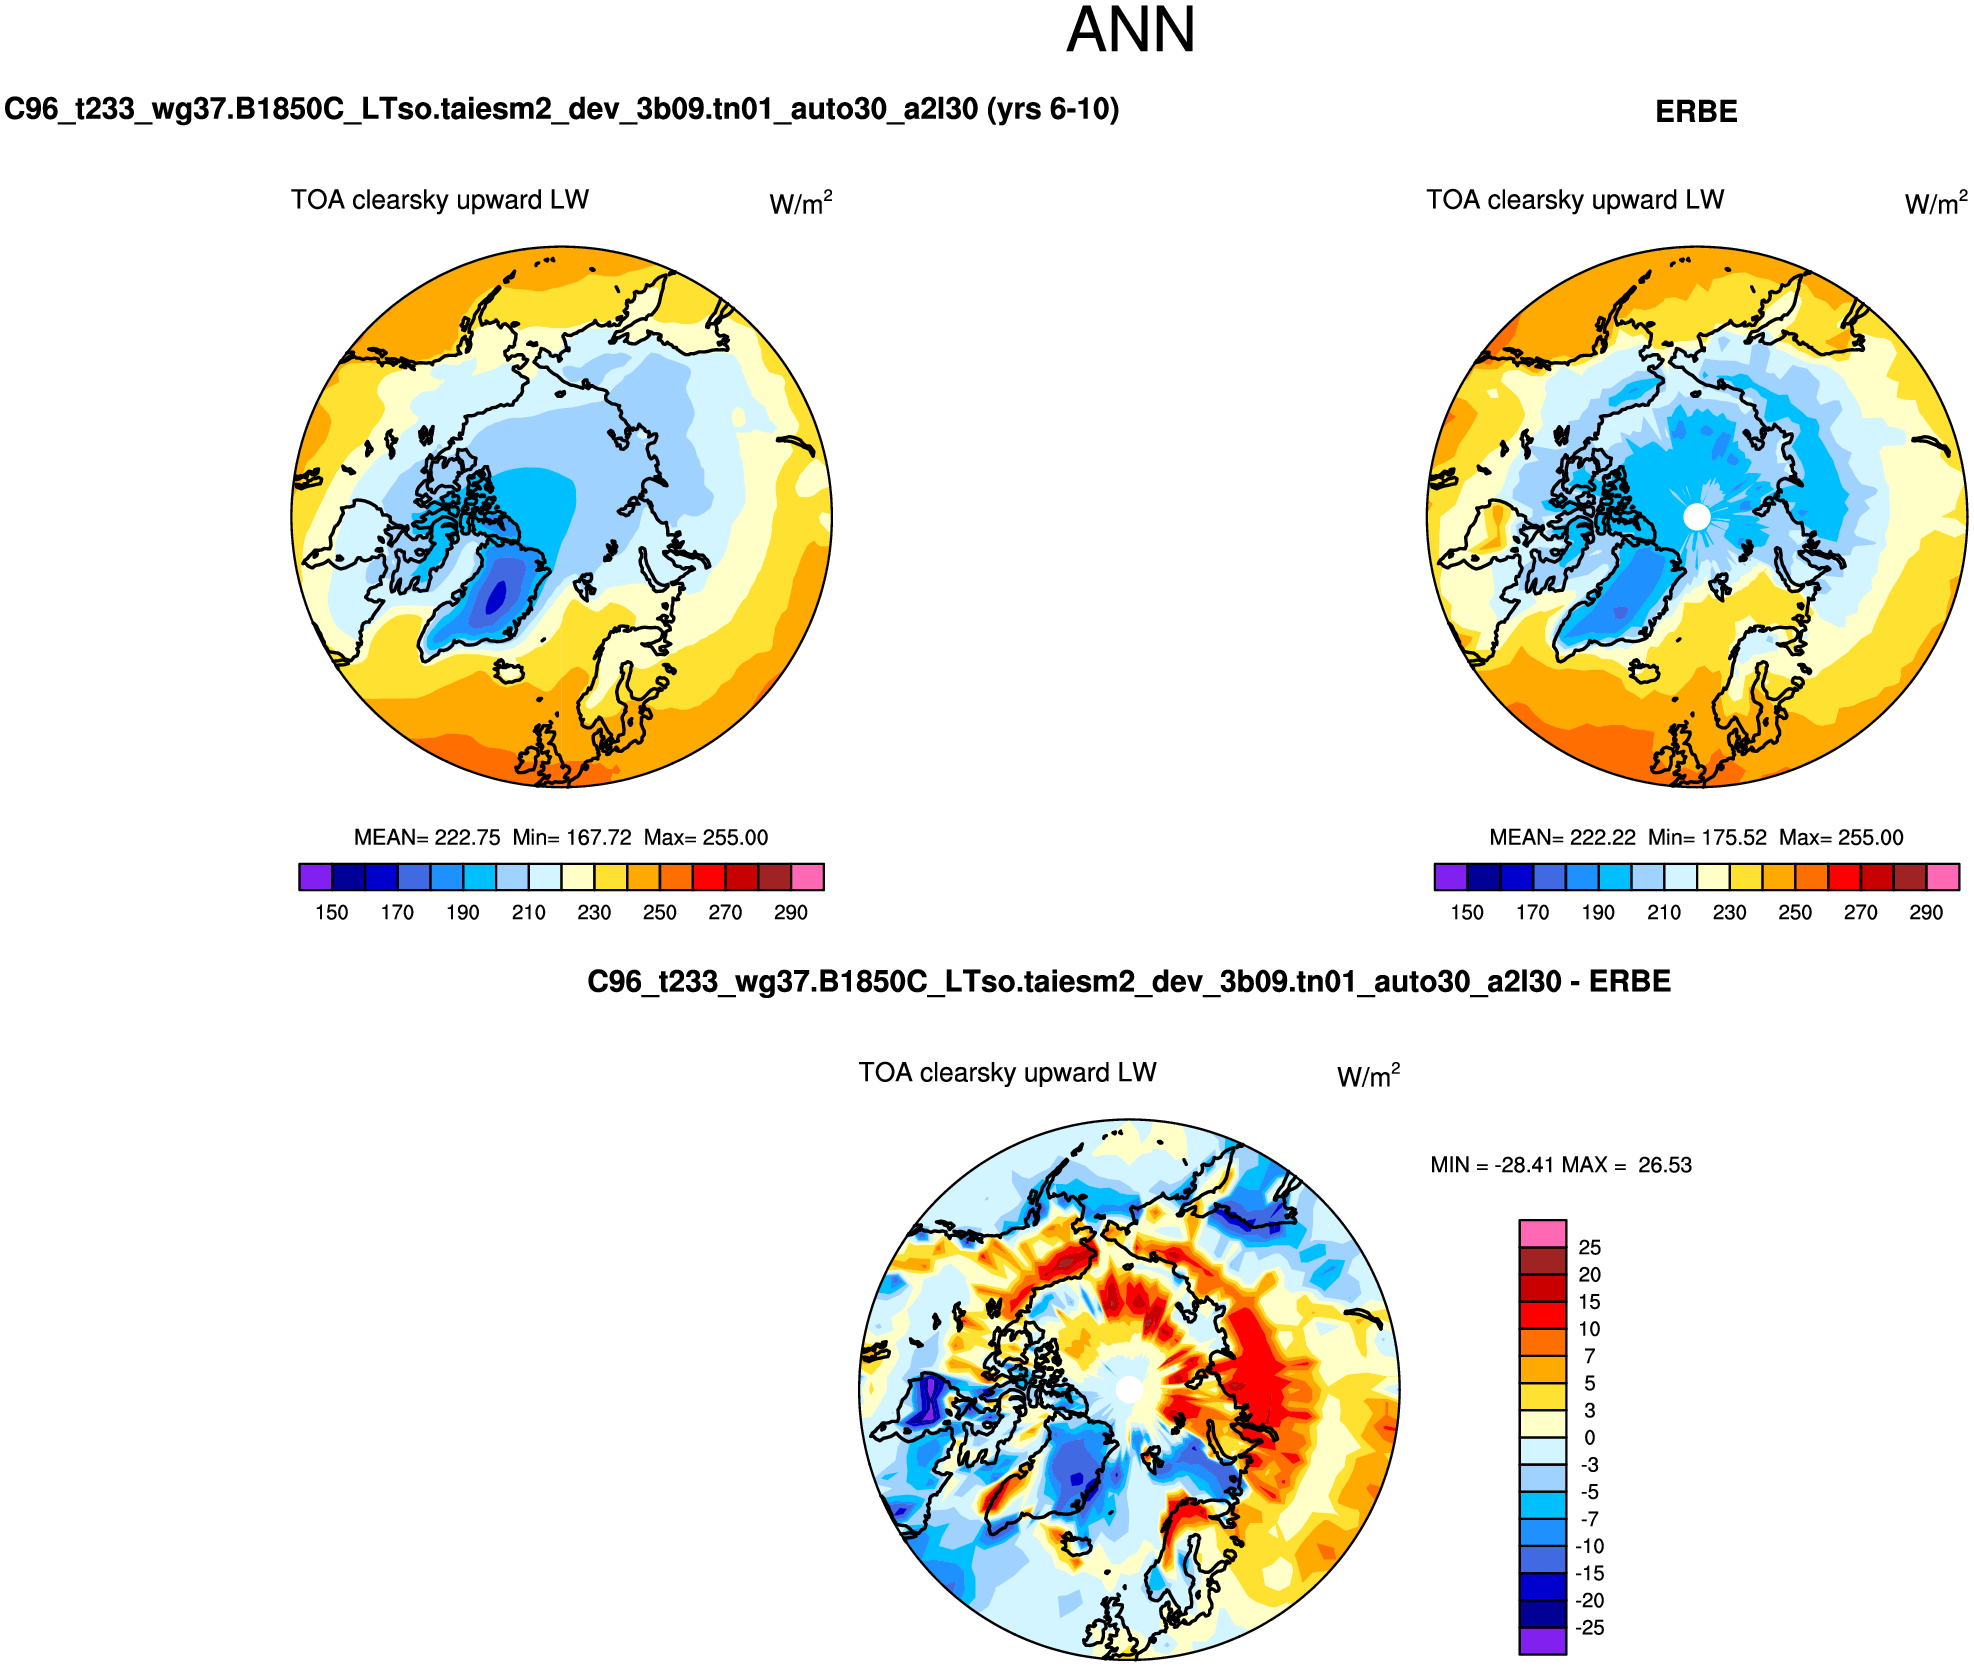 ANN
C96_t233_wg37.B1850C_LTso.taiesm2_dev_3b09.tn01_auto30_a2l30 (yrs 6-10)
ERBE
TOA clearsky upward LW W/m²
TOA clearsky upward LW W/m²
MEAN= 222.75 Min= 167.72 Max= 255.00
150 170 190 210 230 250 270 290
MEAN= 222.22 Min= 175.52 Max= 255.00
150 170 190 210 230 250 270 290
C96_t233_wg37.B1850C_LTso.taiesm2_dev_3b09.tn01_auto30_a2l30 - ERBE
TOA clearsky upward LW W/m²
MIN = -28.41 MAX = 26.53
25
20
15
10
7
5
3
0
-3
-5
-7
-10
-15
-20
-25